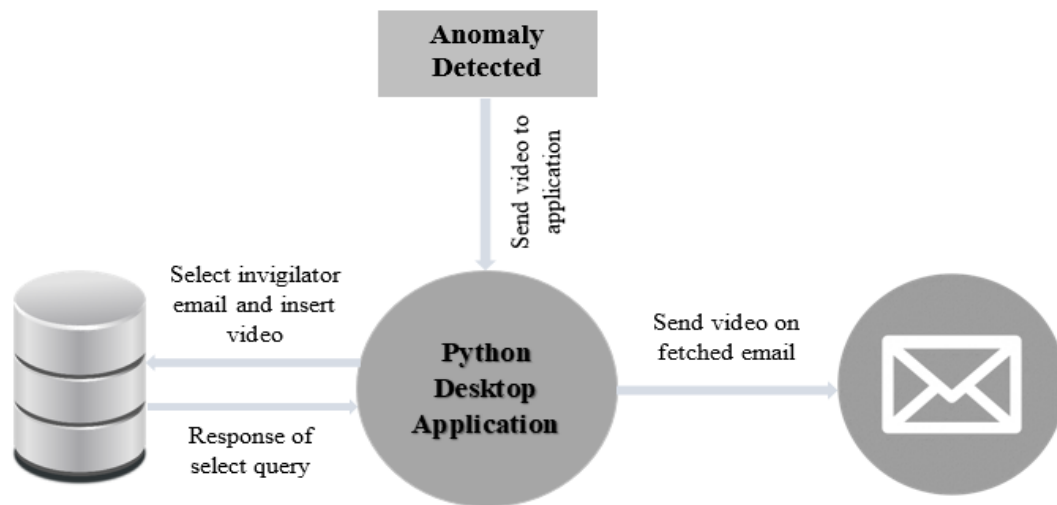 Anomaly
Detected
Send video to
application
Select invigilator
email and insert
video
Send video on
fetched email
Python
Desktop
Application
Response of
select query